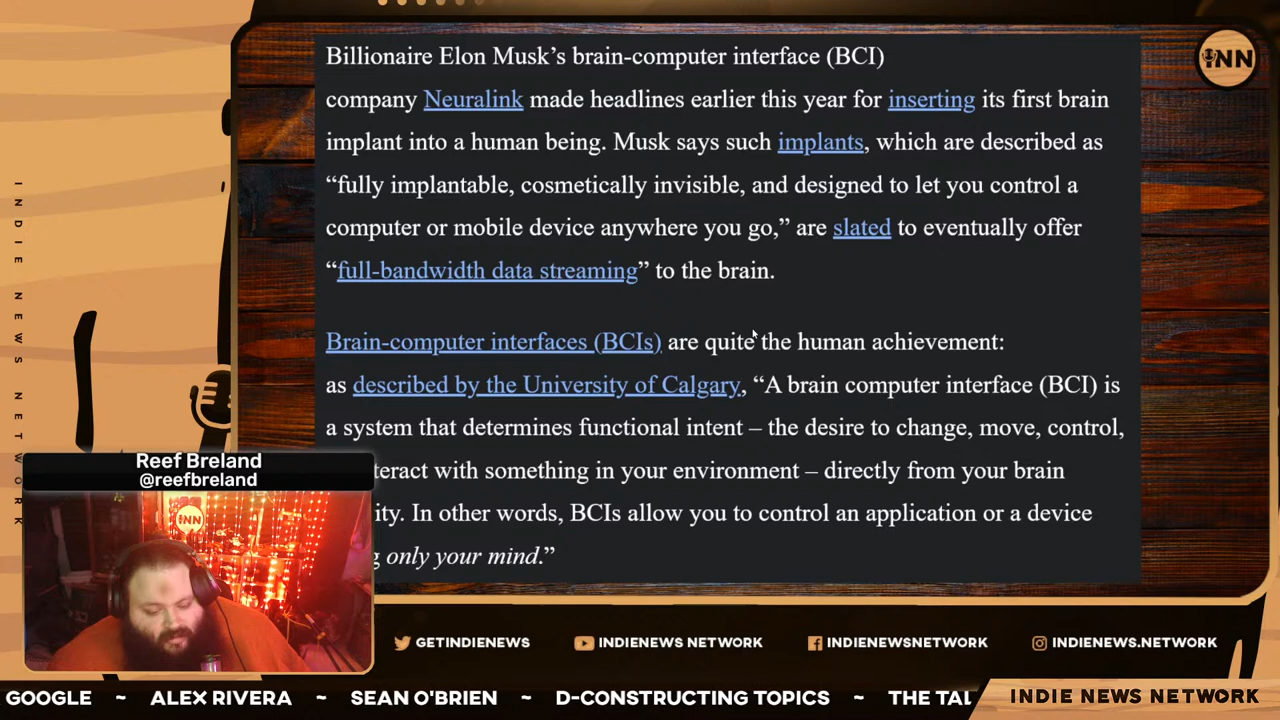 Billionaire Elon Musk’s brain-computer interface (BCI)
company Neuralink made headlines earlier this year for inserting its first brain
implant into a human being. Musk says such implants, which are described as
“fully implantable, cosmetically invisible, and designed to let you control a
computer or mobile device anywhere you go,” are slated to eventually offer
“full-bandwidth data streaming” to the brain.
Brain-computer interfaces (BCIs) are quite the human achievement:
as described by the University of Calgary, “A brain computer interface (BCI) is
a system that determines functional intent – the desire to change, move, control,
teract with something in your environment – directly from your brain
ity. In other words, BCIs allow you to control an application or a device
g only your mind.”
iNN
INDIE NEWS NETWORK
Reef Breland
@reefbreland
iNN
GETINDIENEWS
INDIENEWS NETWORK
INDIENEWSNETWORK
INDIENEWS.NETWORK
GOOGLE ~ ALEX RIVERA ~ SEAN O'BRIEN ~ D-CONSTRUCTING TOPICS ~ THE TAL
INDIE NEWS NETWORK